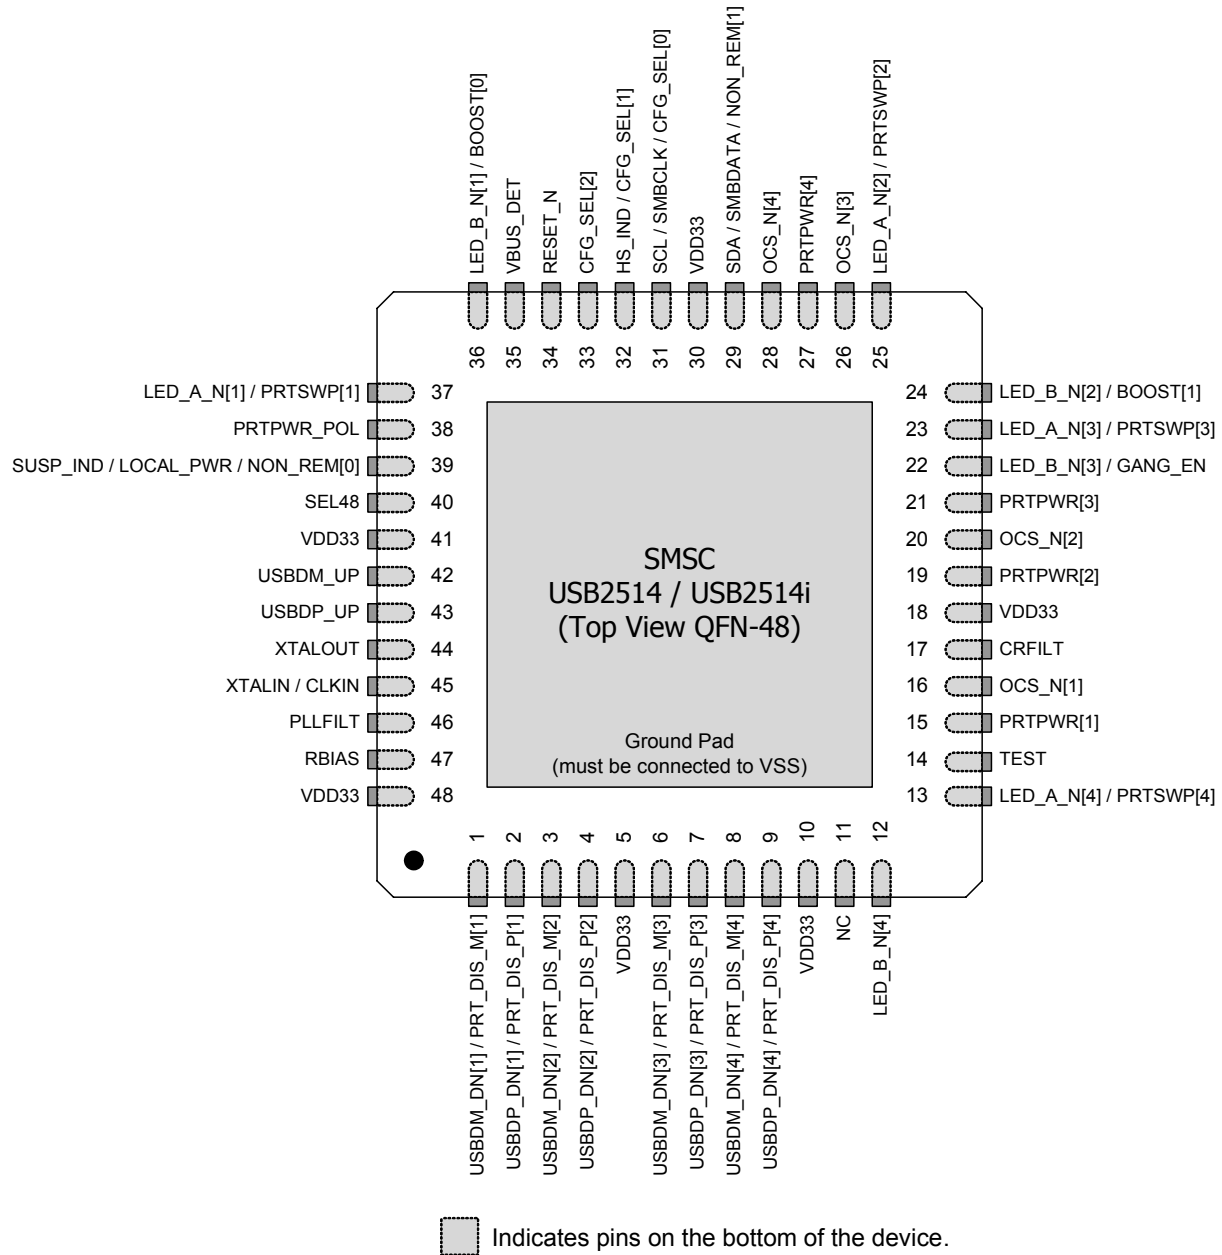 LED_B_N[1] / BOOST[0]
VBUS_DET
RESET_N
CFG_SEL[2]
HS_IND / CFG_SEL[1]
SCL / SMBCLK / CFG_SEL[0]
VDD33
SDA / SMBDATA / NON_REM[1]
OCS_N[4]
PRTPWR[4]
OCS_N[3]
LED_A_N[2] / PRTSWP[2]
36
35
34
33
32
31
30
29
28
27
26
25
LED_A_N[1] / PRTSWP[1] 37
PRTPWR_POL 38
SUSP_IND / LOCAL_PWR / NON_REM[0] 39
SEL48 40
VDD33 41
USBDM_UP 42
USBDP_UP 43
XTALOUT 44
XTALIN / CLKIN 45
PLLFILT 46
RBIAS 47
VDD33 48
SMSC
USB2514 / USB2514i
(Top View QFN-48)
Ground Pad
(must be connected to VSS)
24 LED_B_N[2] / BOOST[1]
23 LED_A_N[3] / PRTSWP[3]
22 LED_B_N[3] / GANG_EN
21 PRTPWR[3]
20 OCS_N[2]
19 PRTPWR[2]
18 VDD33
17 CRFILT
16 OCS_N[1]
15 PRTPWR[1]
14 TEST
13 LED_A_N[4] / PRTSWP[4]
1
2
3
4
5
6
7
8
9
10
11
12
USBDM_DN[1] / PRT_DIS_M[1]
USBDP_DN[1] / PRT_DIS_P[1]
USBDM_DN[2] / PRT_DIS_M[2]
USBDP_DN[2] / PRT_DIS_P[2]
VDD33
USBDM_DN[3] / PRT_DIS_M[3]
USBDP_DN[3] / PRT_DIS_P[3]
USBDM_DN[4] / PRT_DIS_M[4]
USBDP_DN[4] / PRT_DIS_P[4]
VDD33
NC
LED_B_N[4]
Indicates pins on the bottom of the device.